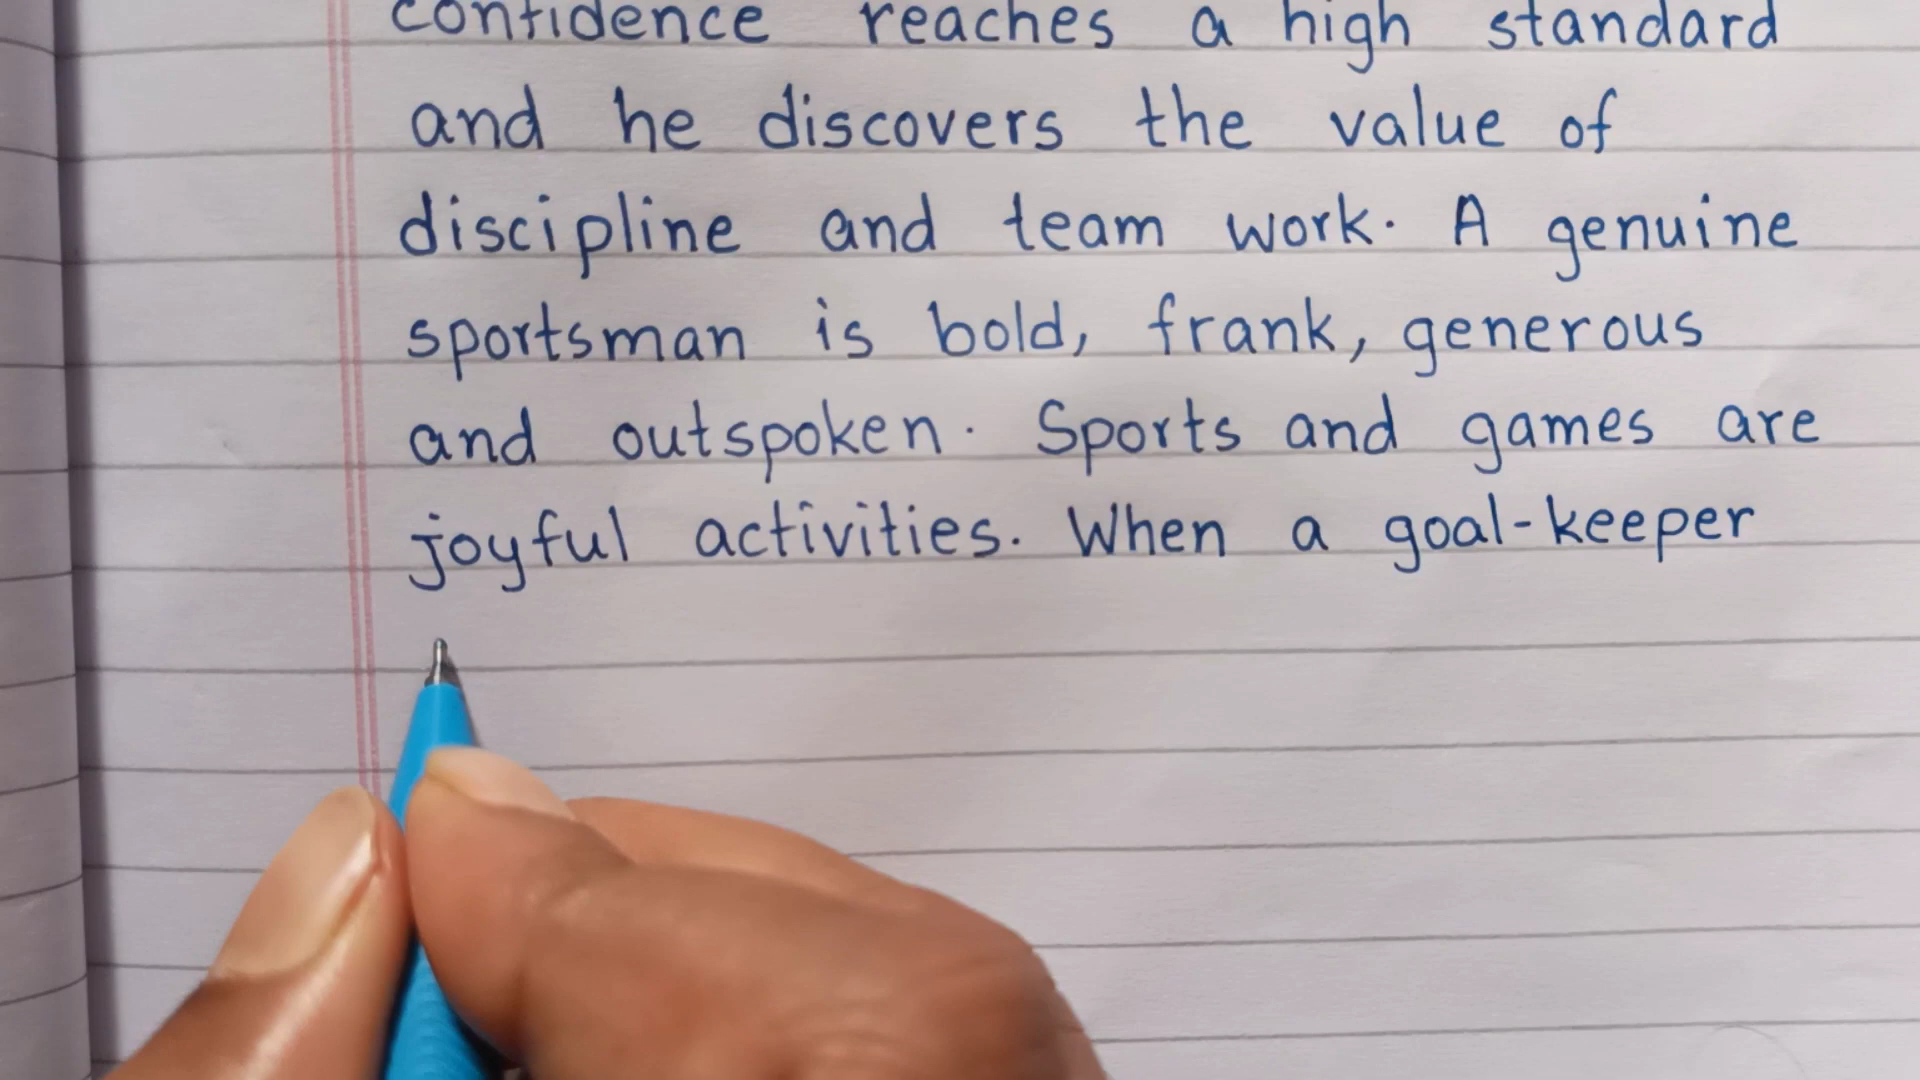 confidence reaches a high standard
and he discovers the value of
discipline and team work. A genuine
sportsman is bold, frank, generous
and outspoken. Sports and games are
joyful activities. When a goal-keeper